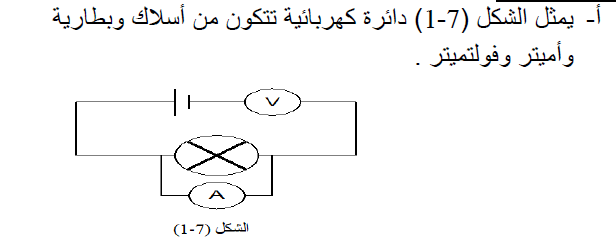 أ- يمثل الشكل (7-1) دائرة كهربائية تتكون من أسلاك وبطارية
وأميتر وفولتميتر .
V
A
الشكل (7-1)